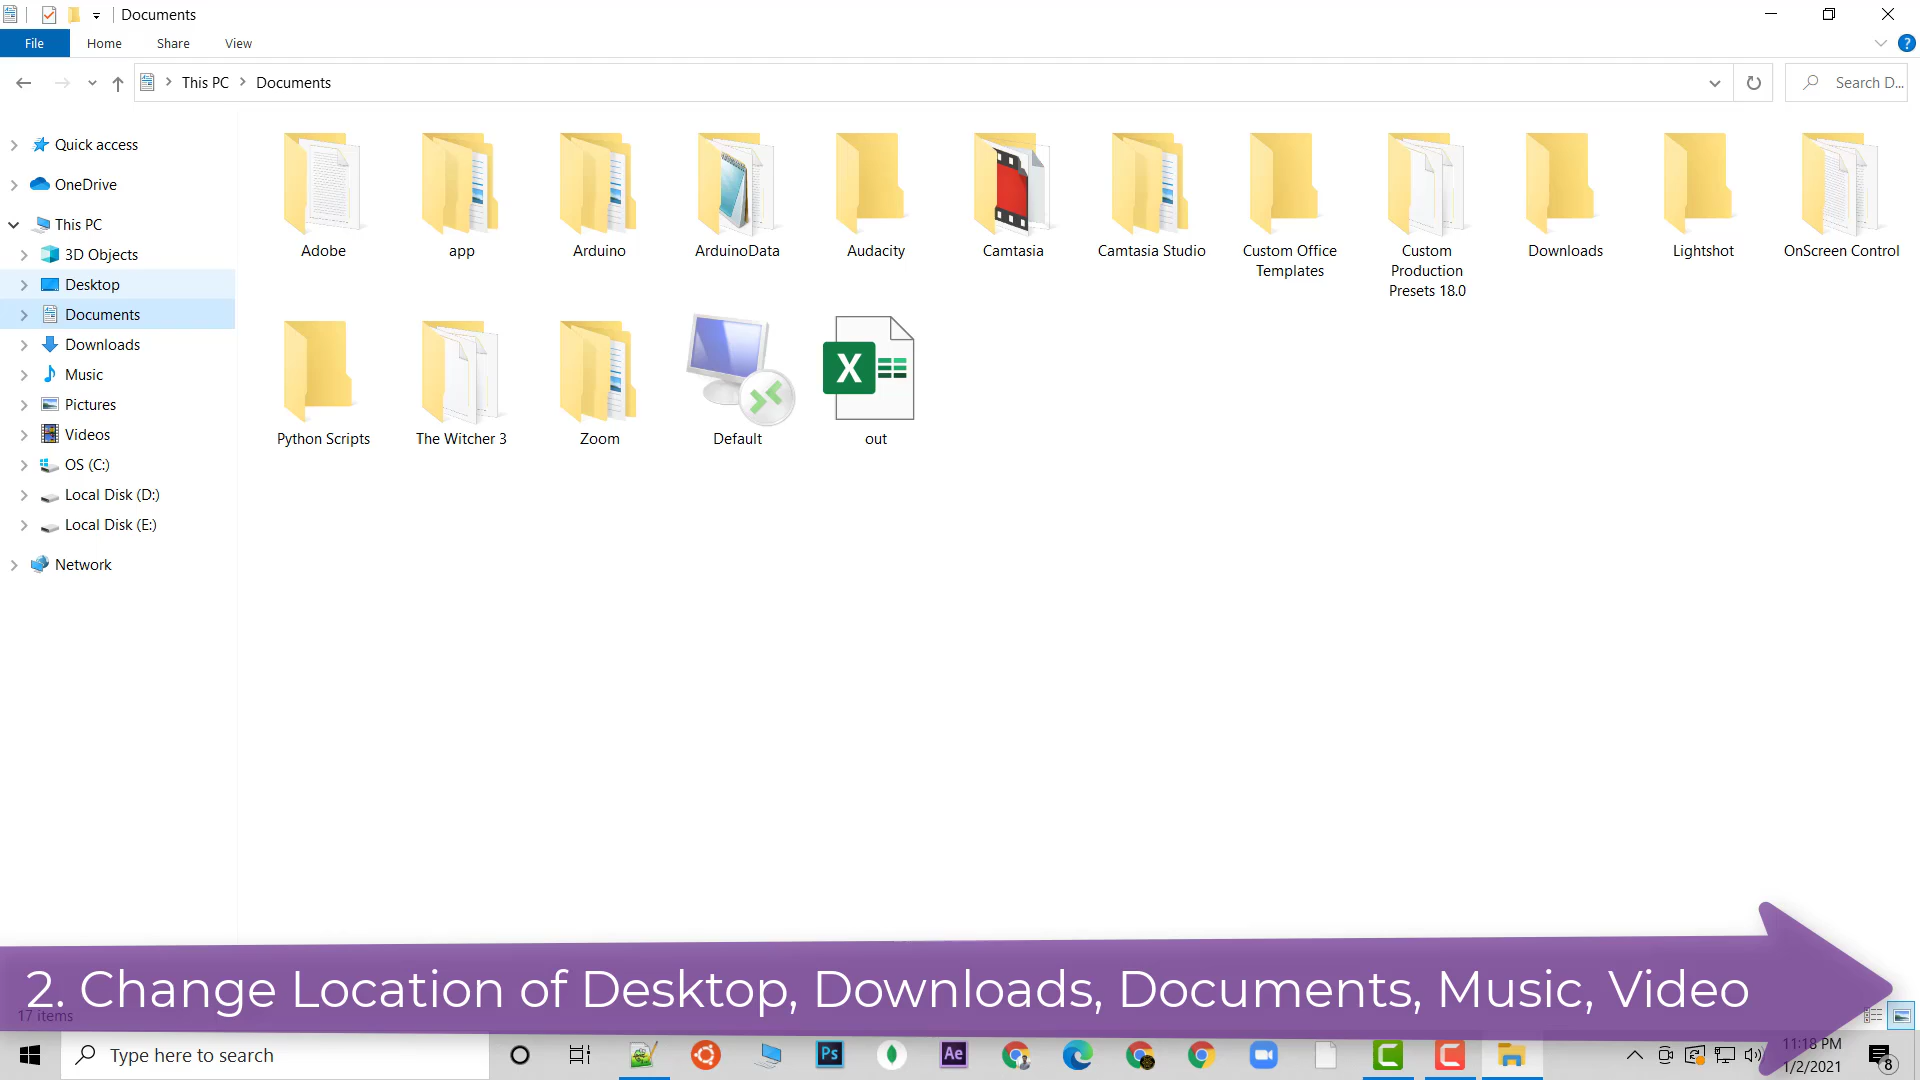 Documents
File Home Share View
This PC Documents
Search D...
Quick access
OneDrive
This PC
3D Objects
Desktop
Documents
Downloads
Music
Pictures
Videos
OS (C:)
Local Disk (D:)
Local Disk (E:)
Network
Adobe
app
Arduino
ArduinoData
Audacity
Camtasia
Camtasia Studio
Custom Office
Templates
Custom
Production
Presets 18.0
Downloads
Lightshot
OnScreen Control
Python Scripts
The Witcher 3
Zoom
Default
X
out
2. Change Location of Desktop, Downloads, Documents, Music, Video
17 items
Type here to search
Ps
Ae
11:18 PM
1/2/2021
8